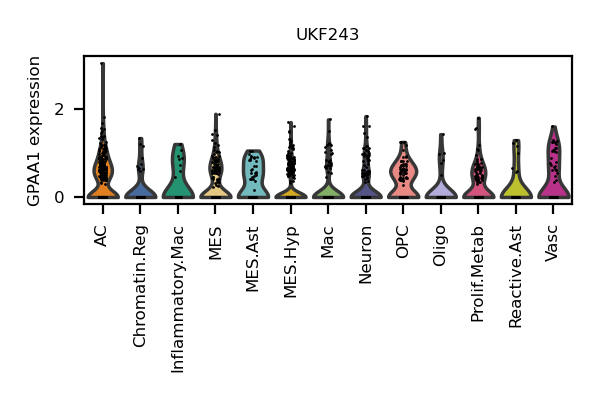 UKF243
GPAA1 expression
2
0
AC
Chromatin.Reg
Inflammatory.Mac
MES
MES.Ast
MES.Hyp
Mac
Neuron
OPC
Oligo
Prolif.Metab
Reactive.Ast
Vasc